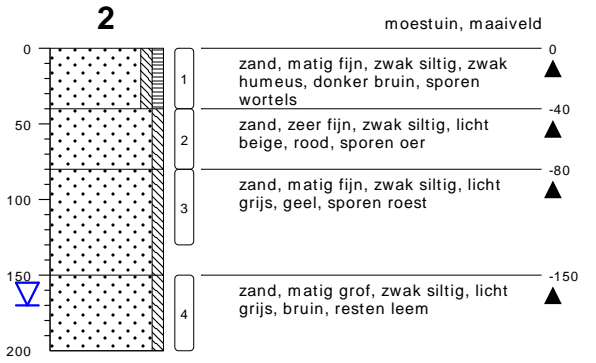 2
moestuin, maaiveld
0
0
1
zand, matig fijn, zwak siltig, zwak
humeus, donker bruin, sporen
wortels
-40
50
2
zand, zeer fijn, zwak siltig, licht
beige, rood, sporen oer
-80
100
3
zand, matig fijn, zwak siltig, licht
grijs, geel, sporen roest
150
-150
4
zand, matig grof, zwak siltig, licht
grijs, bruin, resten leem
200